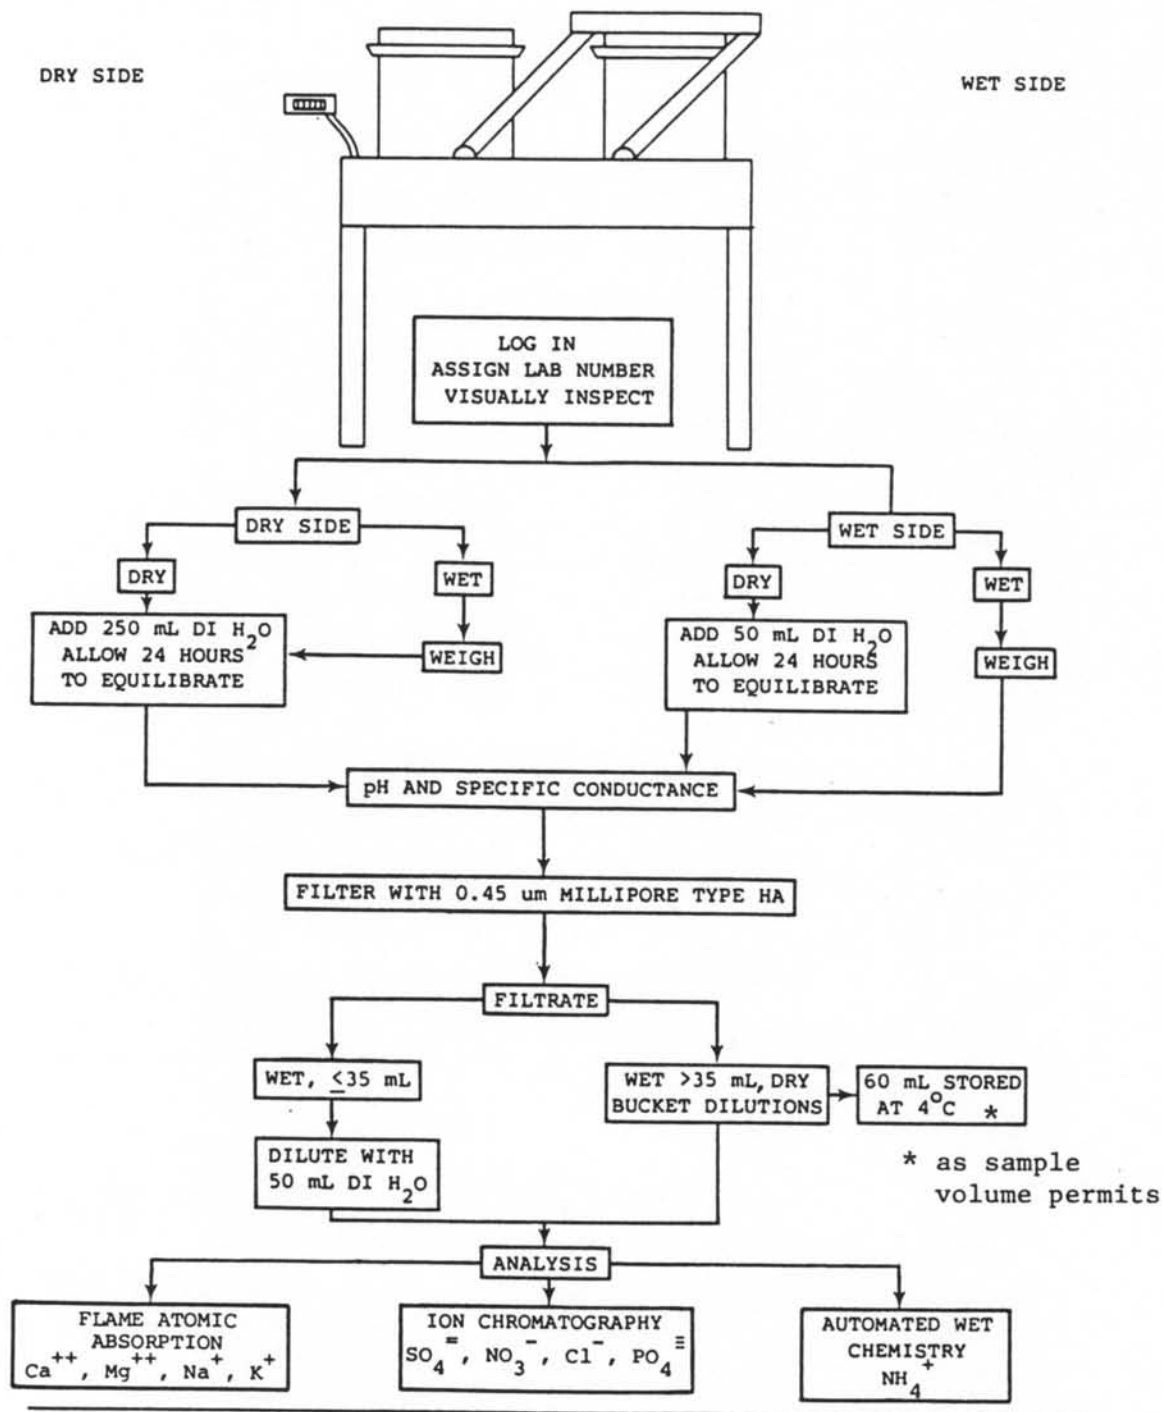 DRY SIDE
WET SIDE
LOG IN
ASSIGN LAB NUMBER
VISUALLY INSPECT
DRY SIDE
WET SIDE
DRY
WET
DRY
WET
ADD 250 mL DI H2O
ALLOW 24 HOURS
TO EQUILIBRATE
WEIGH
ADD 50 mL DI H2O
ALLOW 24 HOURS
TO EQUILIBRATE
WEIGH
pH AND SPECIFIC CONDUCTANCE
FILTER WITH 0.45 um MILLIPORE TYPE HA
FILTRATE
WET, ≤35 mL
WET >35 mL, DRY
BUCKET DILUTIONS
60 mL STORED
AT 4°C *
DILUTE WITH
50 mL DI H2O
* as sample
volume permits
ANALYSIS
FLAME ATOMIC
ABSORPTION
Ca++, Mg++, Na+, K+
ION CHROMATOGRAPHY
SO4=, NO3-, Cl-, PO4≡
AUTOMATED WET
CHEMISTRY
NH4+